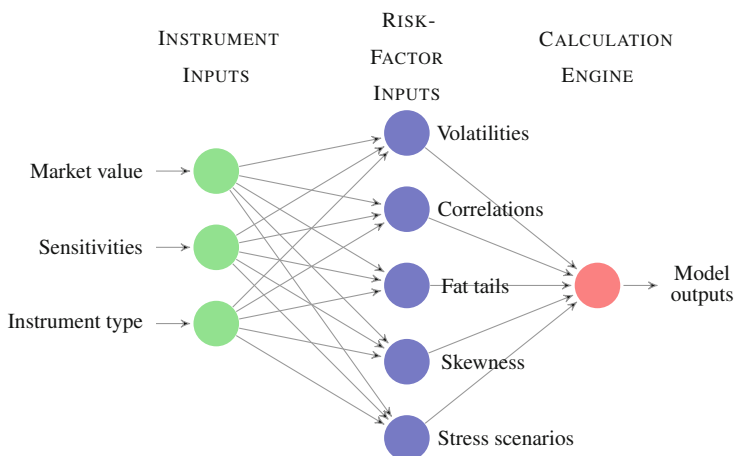 INSTRUMENT
INPUTS
RISK-
FACTOR
INPUTS
CALCULATION
ENGINE
Market value
Sensitivities
Instrument type
Volatilities
Correlations
Fat tails
Skewness
Stress scenarios
Model
outputs